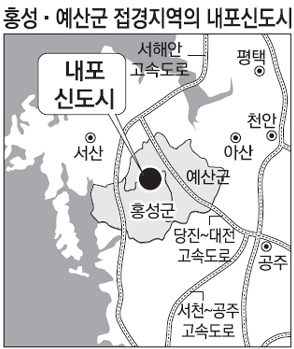 홍성·예산군 접경지역의 내포신도시
서해안
고속도로
평택
내포
신도시
천안
서산
아산
예산군
홍성군
당진~대전
고속도로
공주
서천~공주
고속도로